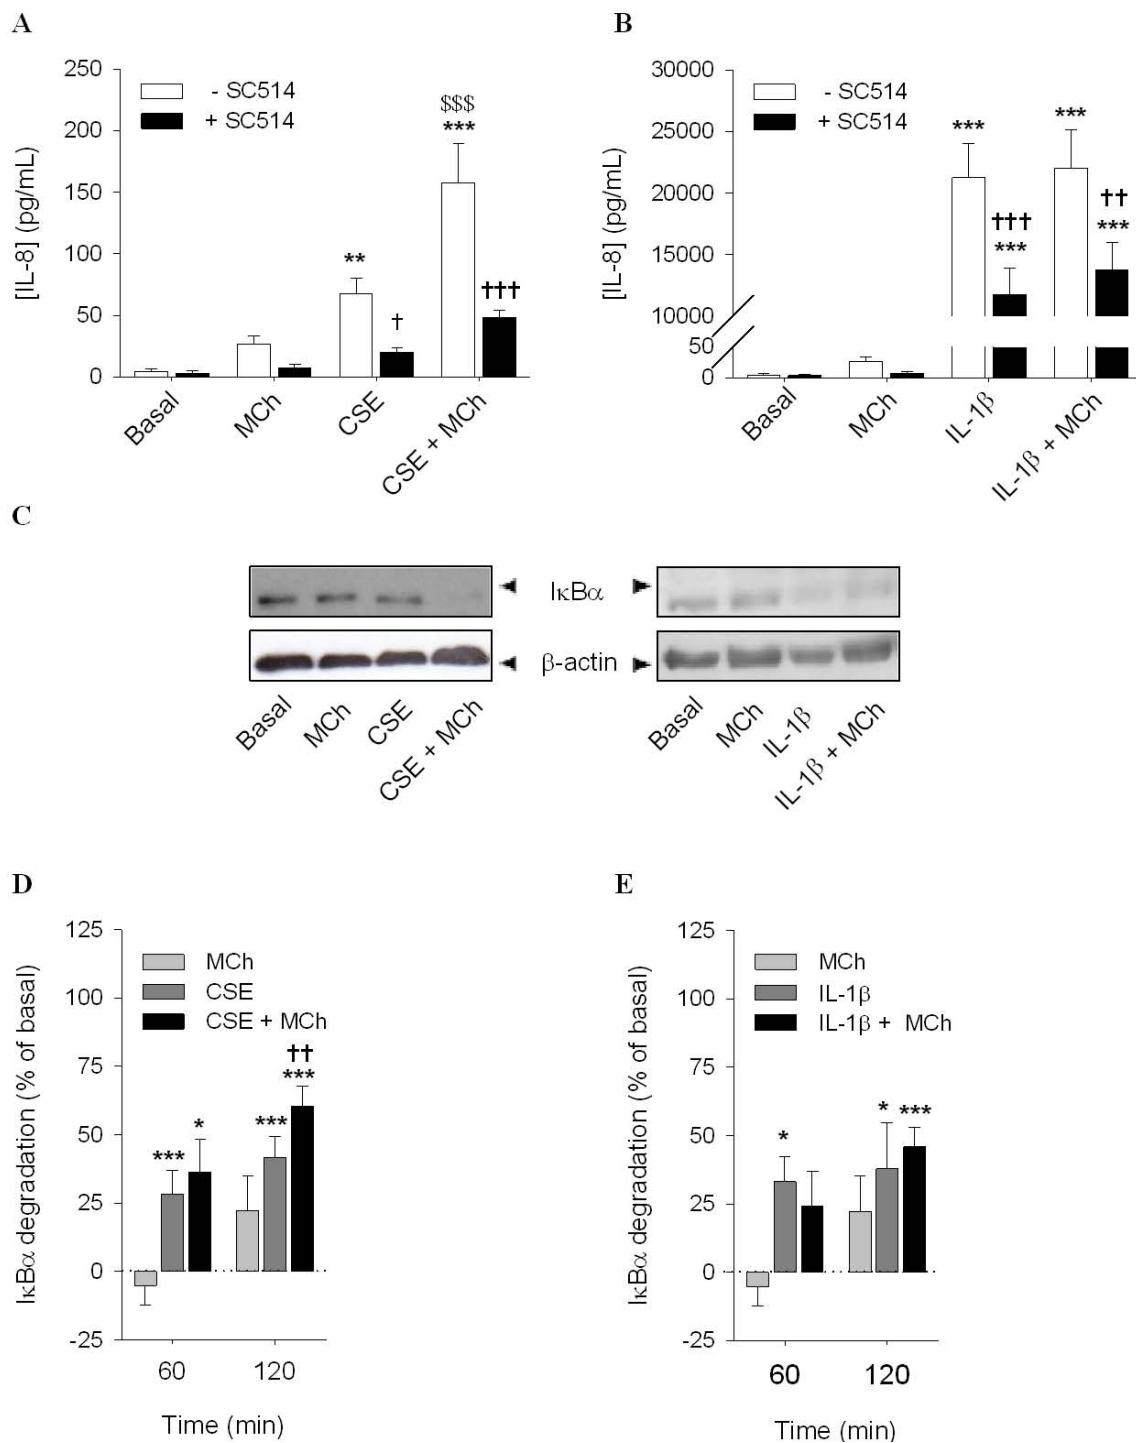 A
250
200
150
100
50
0
[IL-8] (pg/mL)
- SC514
+ SC514
**
†
$$$
***
†††
Basal
MCh
CSE
CSE + MCh
B
30000
25000
20000
15000
10000
50
0
[IL-8] (pg/mL)
- SC514
+ SC514
***
†††
***
***
††
***
Basal
MCh
IL-1β
IL-1β + MCh
C
IκBα
β-actin
Basal
MCh
CSE
CSE + MCh
Basal
MCh
IL-1β
IL-1β + MCh
D
125
100
75
50
25
0
-25
IκBα degradation (% of basal)
MCh
CSE
CSE + MCh
***
*
***
††
***
60
120
Time (min)
E
125
100
75
50
25
0
-25
IκBα degradation (% of basal)
MCh
IL-1β
IL-1β + MCh
*
*
***
60
120
Time (min)